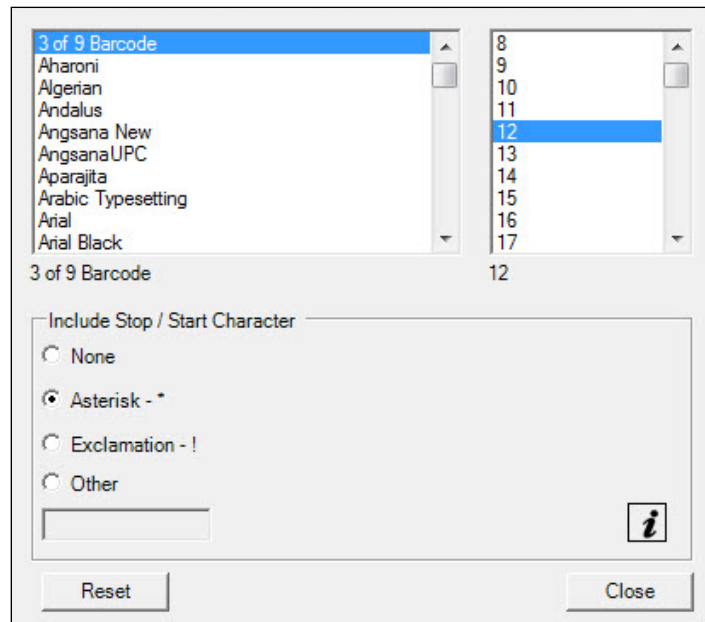 3 of 9 Barcode
Aharoni
Algerian
Andalus
Angsana New
AngsanaUPC
Aparajita
Arabic Typesetting
Arial
Arial Black
8
9
10
11
12
13
14
15
16
17
3 of 9 Barcode
12
Include Stop / Start Character
None
Asterisk - *
Exclamation - !
Other
i
Reset
Close